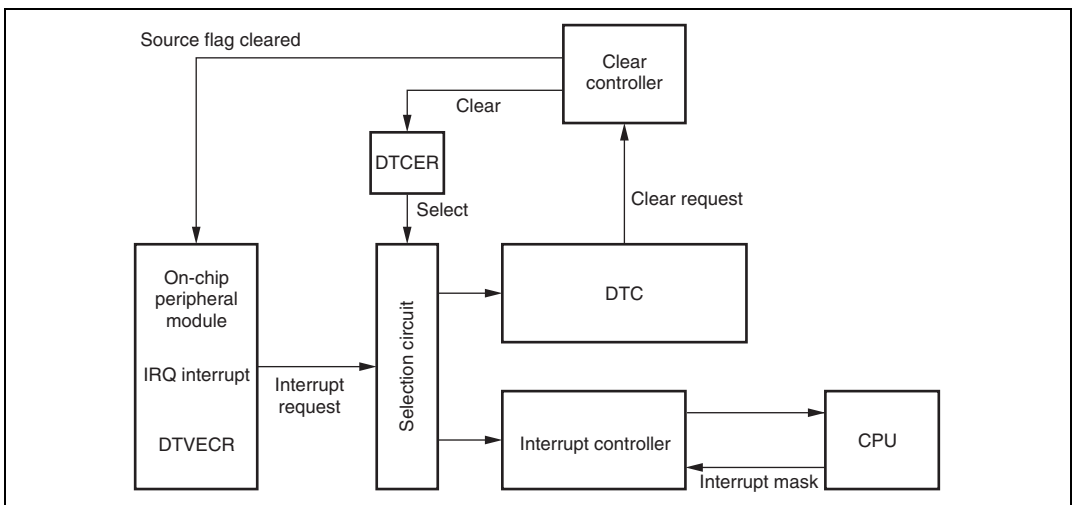 Source flag cleared
Clear
controller
Clear
DTCER
Clear request
Select
On-chip
peripheral
module
DTC
Selection circuit
IRQ interrupt
Interrupt
request
DTVECR
Interrupt controller
CPU
Interrupt mask